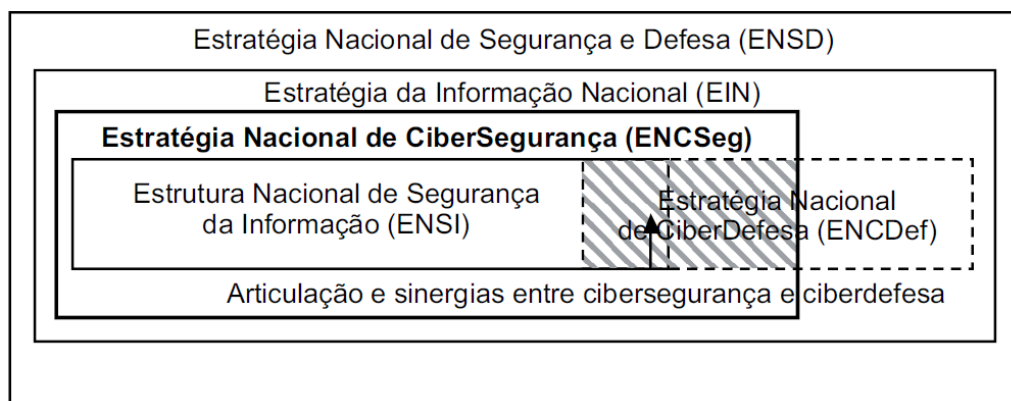 Estratégia Nacional de Segurança e Defesa (ENSD)
Estratégia da Informação Nacional (EIN)
Estratégia Nacional de CiberSegurança (ENCSeg)
Estrutura Nacional de Segurança
da Informação (ENSI)
Estratégia Nacional
de CiberDefesa (ENCDef)
Articulação e sinergias entre cibersegurança e ciberdefesa